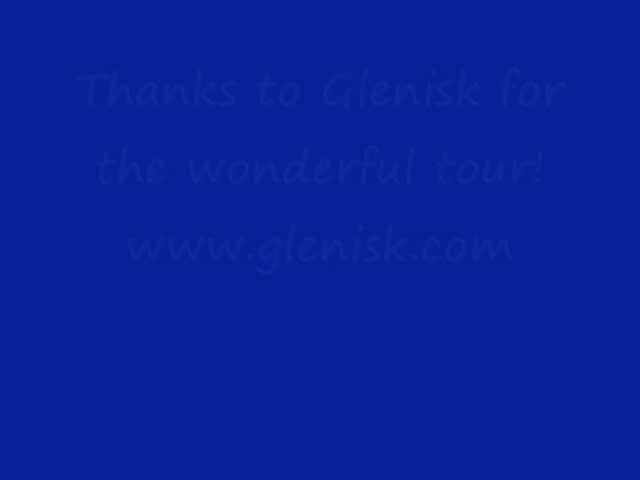 Thanks to Glenisk for
the wonderful tour!
www.glenisk.com